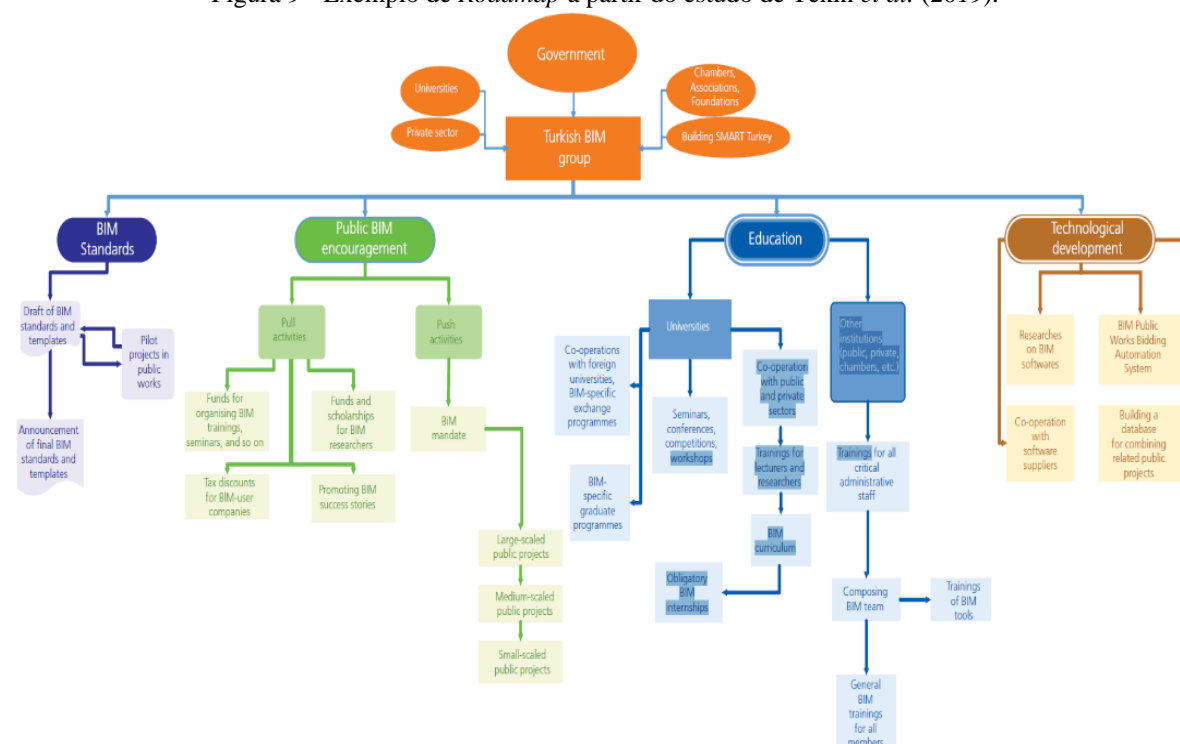 Figura 9 - Exemplo de Roadmap a partir do estudo de Tekin et al. (2019).
Government
Universities
Chambers,
Associations,
Foundations
Private sector
Turkish BIM
group
Building SMART Turkey
BIM
Standards
Public BIM
encouragement
Education
Technological
development
Draft of BIM
standards and
templates
Pilot
projects in
public
works
Announcement
of final BIM
standards and
templates
Pull
activities
Push
activities
Funds for
organising BIM
trainings,
seminars, and so on
Funds and
scholarships
for BIM
researchers
BIM
mandate
Tax discounts
for BIM-user
companies
Promoting BIM
success stories
Large-scaled
public projects
Medium-scaled
public projects
Small-scaled
public projects
Universities
Other
institutions
(public, private,
chambers, etc.)
Co-operations
with foreign
universities,
BIM-specific
exchange
programmes
Seminars,
conferences,
competitions,
workshops
Co-operation
with public
and private
sectors
BIM-
specific
graduate
programmes
Trainings for
lecturers and
researchers
BIM
curriculum
Obligatory
BIM
internships
Trainings for all
critical
administrative
staff
Composing
BIM team
Trainings
of BIM
tools
General
BIM
trainings
for all
members
Researches
on BIM
softwares
BIM Public
Works Bidding
Automation
System
Co-operation
with
software
suppliers
Building a
database
for combining
related public
projects